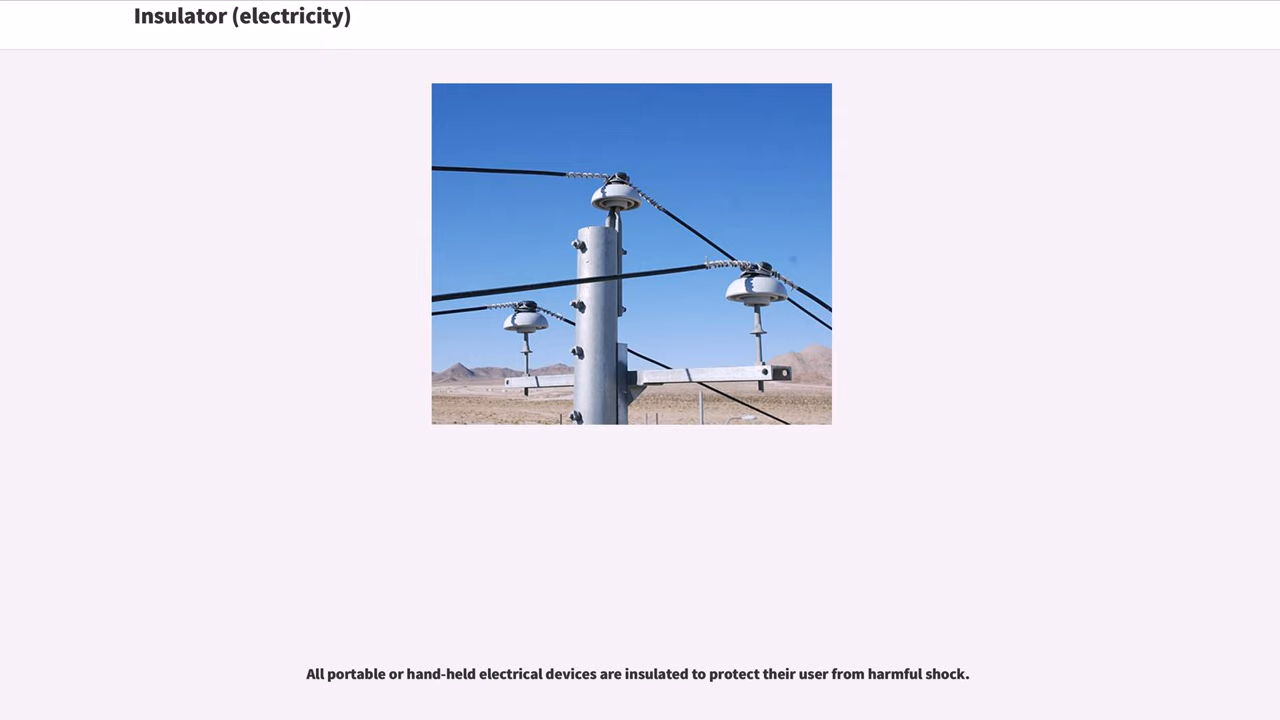 Insulator (electricity)
All portable or hand-held electrical devices are insulated to protect their user from harmful shock.